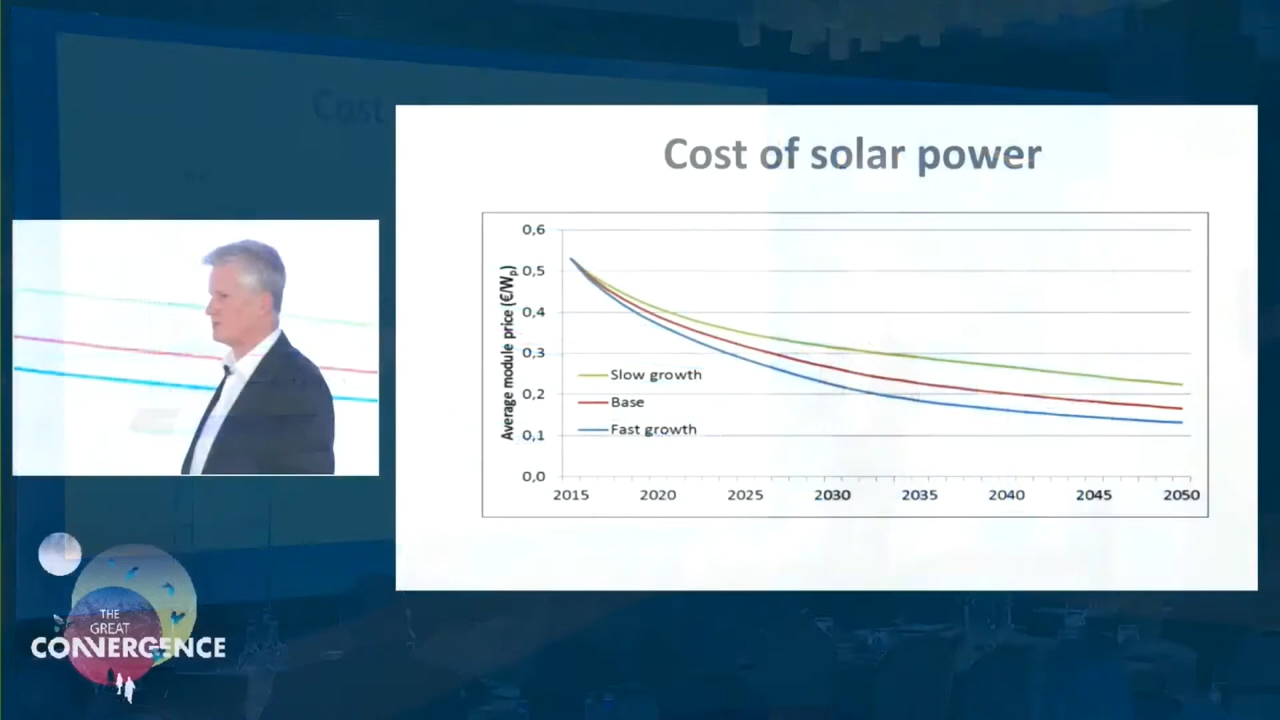 Cost
Cost of solar power
Average module price (€/Wp)
0,6
0,5
0,4
0,3
0,2
0,1
0,0
Slow growth
Base
Fast growth
2015 2020 2025 2030 2035 2040 2045 2050
THE
GREAT
CONVERGENCE